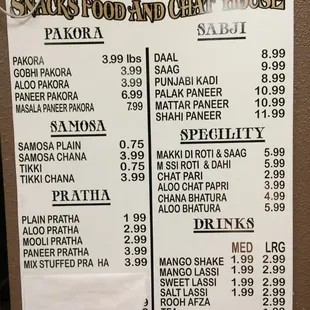 SNACKS FOOD AND CHAT HOUSE
PAKORA
PAKORA 3.99 lbs
GOBHI PAKORA 3.99
ALOO PAKORA 3.99
PANEER PAKORA 6.99
MASALA PANEER PAKORA 7.99
SAMOSA
SAMOSA PLAIN 0.75
SAMOSA CHANA 3.99
TIKKI 0.75
TIKKI CHANA 3.99
PRATHA
PLAIN PRATHA 1 99
ALOO PRATHA 2.99
MOOLI PRATHA 2.99
PANEER PRATHA 3.99
MIX STUFFED PRA HA 3.99
9
SABJI
DAAL 8.99
SAAG 9.99
PUNJABI KADI 8.99
PALAK PANEER 10.99
MATTAR PANEER 10.99
SHAHI PANEER 11.99
SPECILITY
MAKKI DI ROTI & SAAG 5.99
M SSI ROTI & DAHI 5.99
CHAT PARI 2.99
ALOO CHAT PAPRI 3.99
CHANA BHATURA 4.99
ALOO BHATURA 5.99
DRINKS
MED LRG
MANGO SHAKE 1.99 2.99
MANGO LASSI 1.99 2.99
SWEET LASSI 1.99 2.99
SALT LASSI 1.99 2.99
ROOH AFZA 2.99